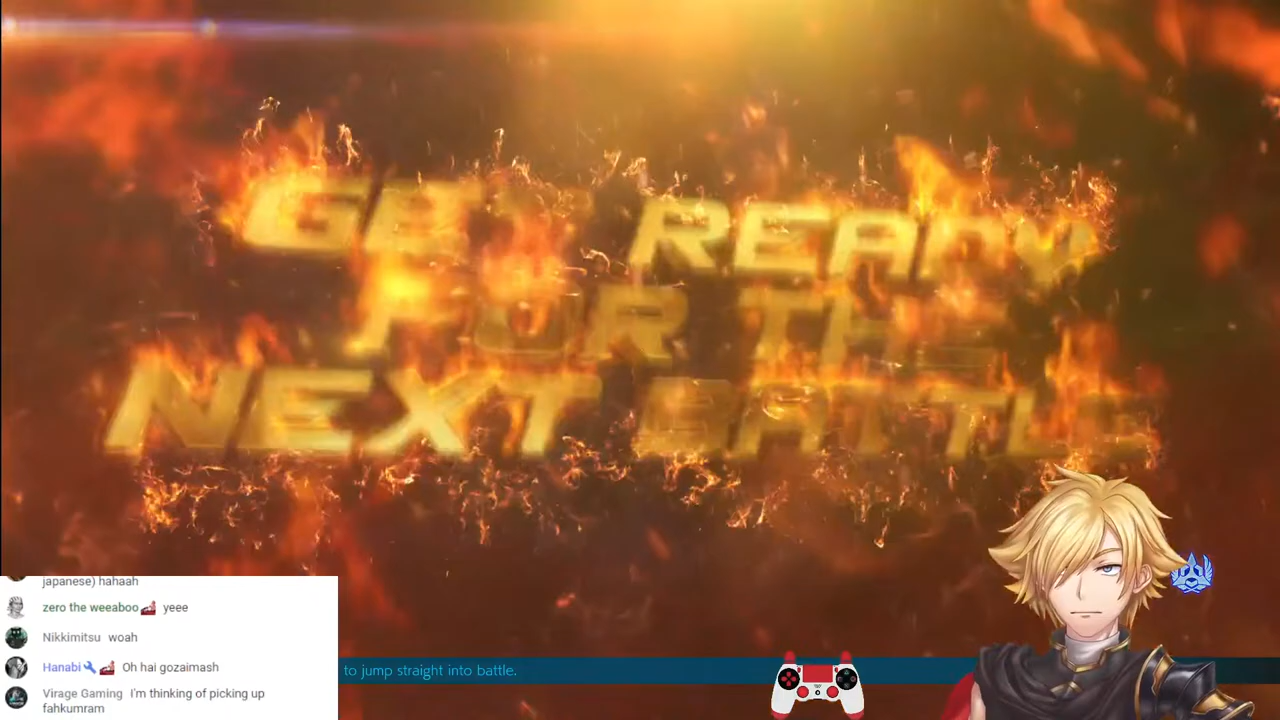 GET READY
FOR THE
NEXT BATTLE
to jump straight into battle.
japanese) hahaah
zero the weeaboo yeee
Nikkimitsu woah
Hanabi Oh hai gozaimash
Virage Gaming I'm thinking of picking up
fahkumram